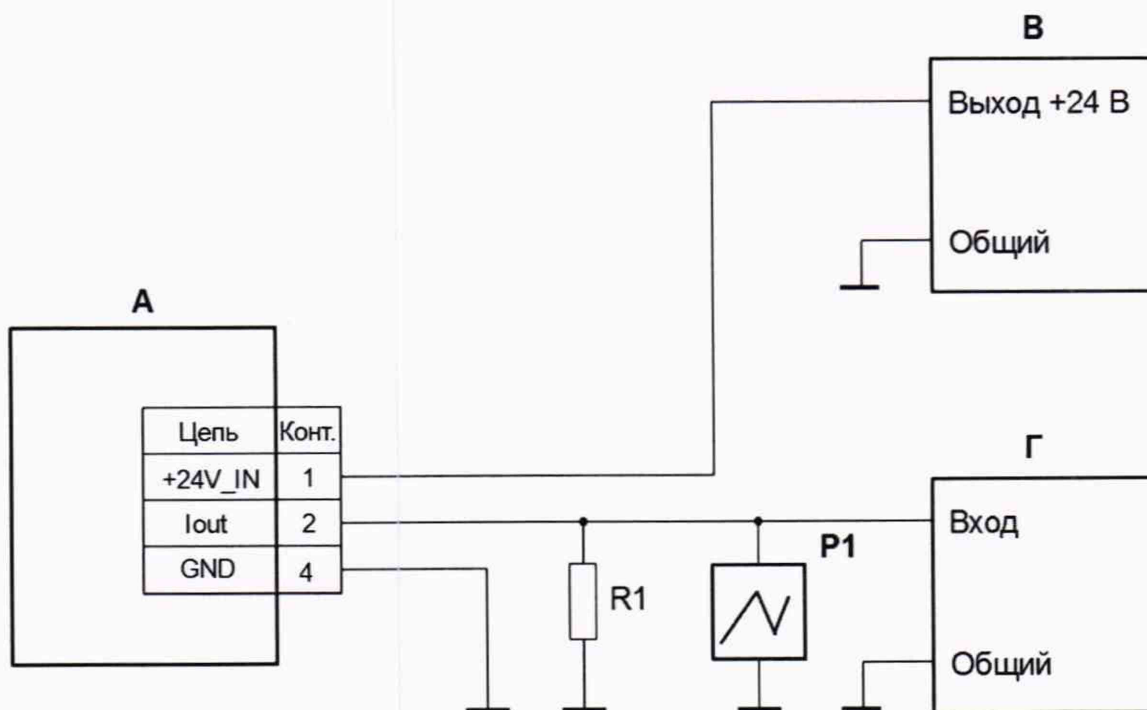 В
Выход +24 В
Общий
А
Цепь Конт.
+24V_IN 1
Iout 2
GND 4
R1
P1
Г
Вход
Общий